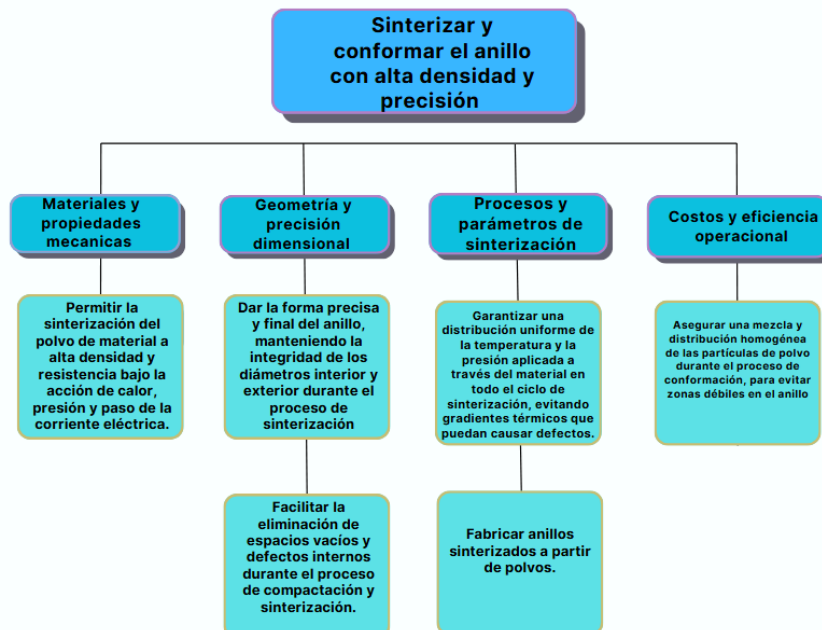 Sinterizar y
conformar el anillo
con alta densidad y
precisión
Materiales y
propiedades
mecanicas
Geometría y
precisión
dimensional
Procesos y
parámetros de
sinterización
Costos y eficiencia
operacional
Permitir la
sinterización del
polvo de material a
alta densidad y
resistencia bajo la
acción de calor,
presión y paso de la
corriente eléctrica.
Dar la forma precisa
y final del anillo,
manteniendo la
integridad de los
diámetros interior y
exterior durante el
proceso de
sinterización
Garantizar una
distribución uniforme de
la temperatura y la
presión aplicada a
través del material en
todo el ciclo de
sinterización, evitando
gradientes térmicos que
puedan causar defectos.
Asegurar una mezcla y
distribución homogénea
de las partículas de polvo
durante el proceso de
conformación, para evitar
zonas débiles en el anillo
Facilitar la
eliminación de
espacios vacíos y
defectos internos
durante el proceso
de compactación y
sinterización.
Fabricar anillos
sinterizados a partir
de polvos.